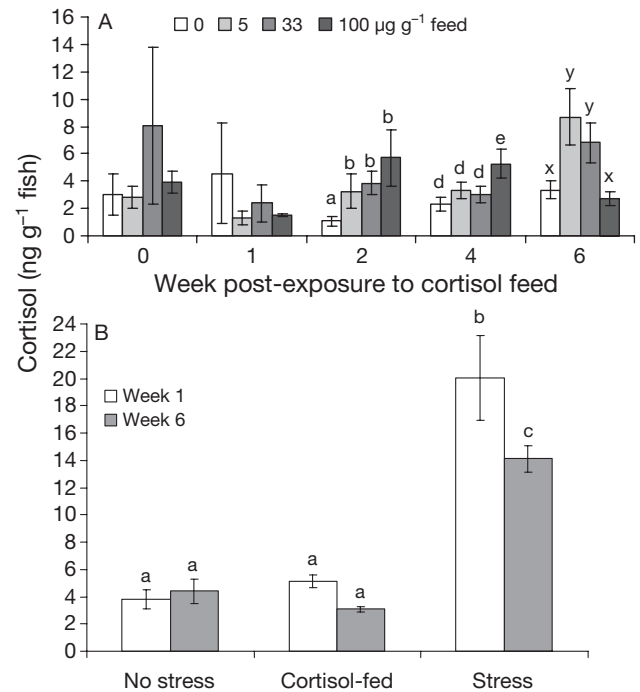 A
0 5 33 100 µg g⁻¹ feed
16
14
12
10
8
6
4
2
0
a
b
b
b
d
d
d
e
x
y
y
x
0 1 2 4 6
Week post-exposure to cortisol feed
Cortisol (ng g⁻¹ fish)
B
Week 1
Week 6
24
22
20
18
16
14
12
10
8
6
4
2
0
a
a
a
a
b
c
No stress Cortisol-fed Stress